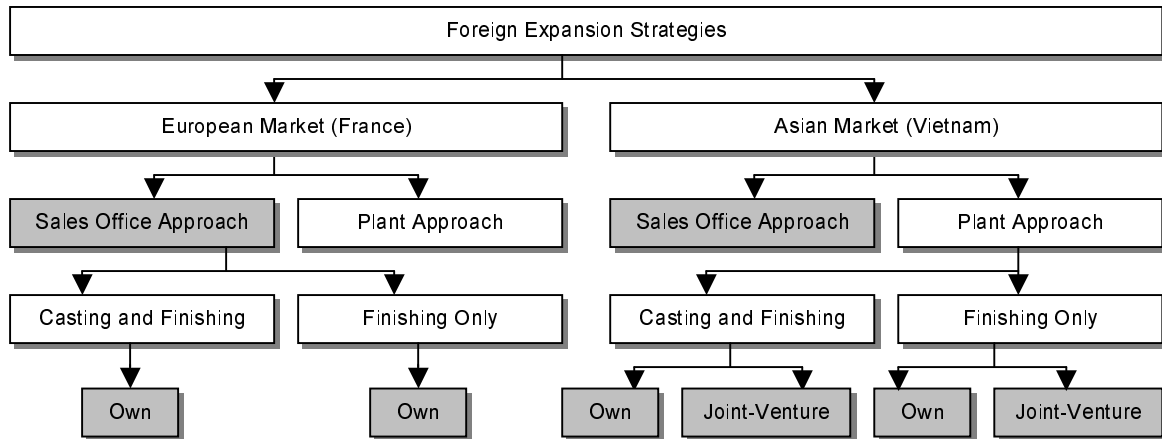 Foreign Expansion Strategies
European Market (France)
Asian Market (Vietnam)
Sales Office Approach
Plant Approach
Sales Office Approach
Plant Approach
Casting and Finishing
Finishing Only
Casting and Finishing
Finishing Only
Own
Own
Own
Joint-Venture
Own
Joint-Venture